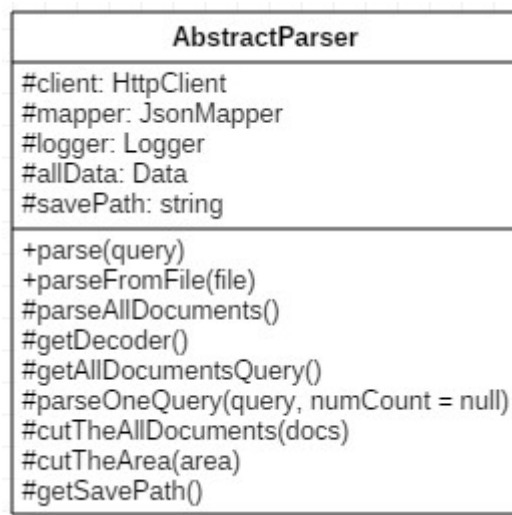 AbstractParser
#client: HttpClient
#mapper: JsonMapper
#logger: Logger
#allData: Data
#savePath: string
+parse(query)
+parseFromFile(file)
#parseAllDocuments()
#getDecoder()
#getAllDocumentsQuery()
#parseOneQuery(query, numCount = null)
#cutTheAllDocuments(docs)
#cutTheArea(area)
#getSavePath()